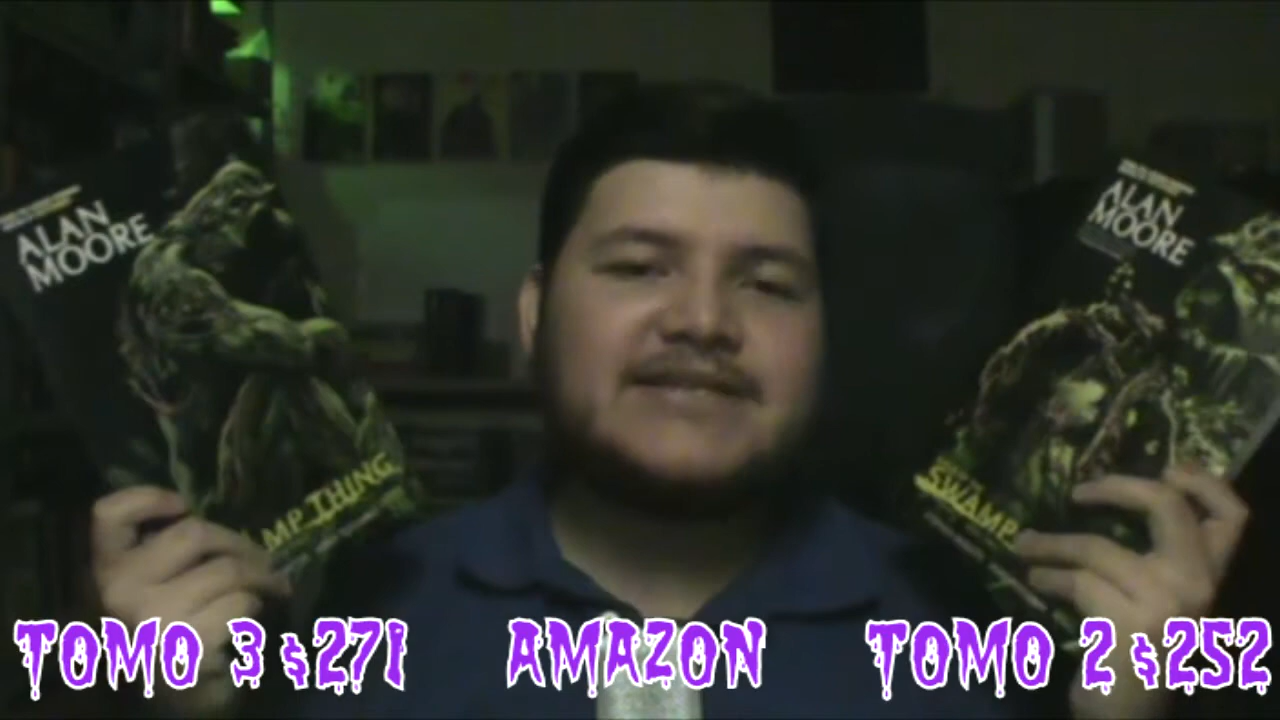 ALAN
MOORE
AMP THING
ALAN
MOORE
SWAMP
TOMO 3 $271 AMAZON TOMO 2 $252